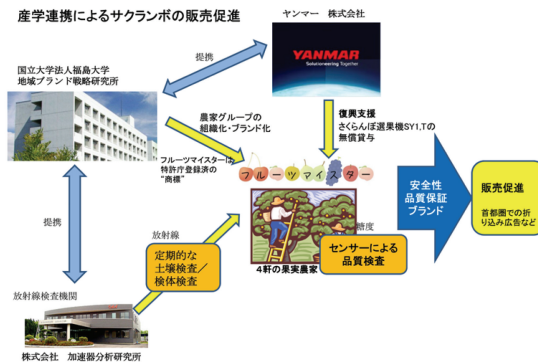 産学連携によるサクランボの販売促進
ヤンマー 株式会社
国立大学法人福島大学
地域ブランド戦略研究所
提携
YANMAR
Solutioneering Together
農家グループの
組織化・ブランド化
復興支援
さくらんぼ選果機SY1,Tの
無償貸与
フルーツマイスターは
特許庁登録済の
“商標”
フルーツマイスター
安全性
品質保証
ブランド
販売促進
首都圏での折
り込み広告など
提携
放射線
糖度
定期的な
土壌検査/
検体検査
センサーによる
品質検査
4軒の果実農家
放射線検査機関
株式会社 加速器分析研究所